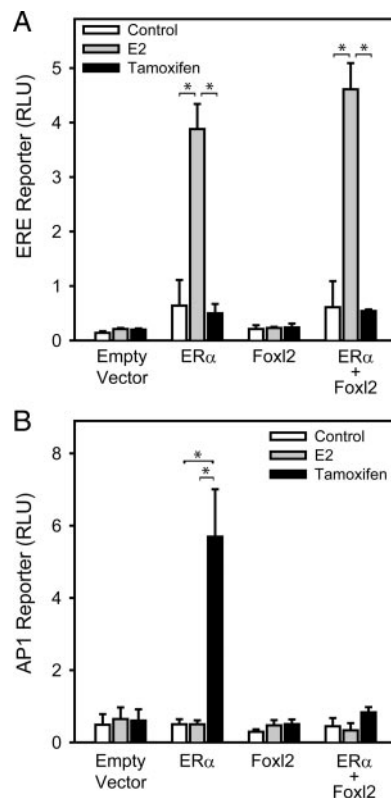 A
Control
E2
Tamoxifen
ERE Reporter (RLU)
5
4
3
2
1
0
* *
* *
Empty Vector
ERα
Foxl2
ERα + Foxl2
B
Control
E2
Tamoxifen
AP1 Reporter (RLU)
8
6
4
2
0
*
*
Empty Vector
ERα
Foxl2
ERα + Foxl2